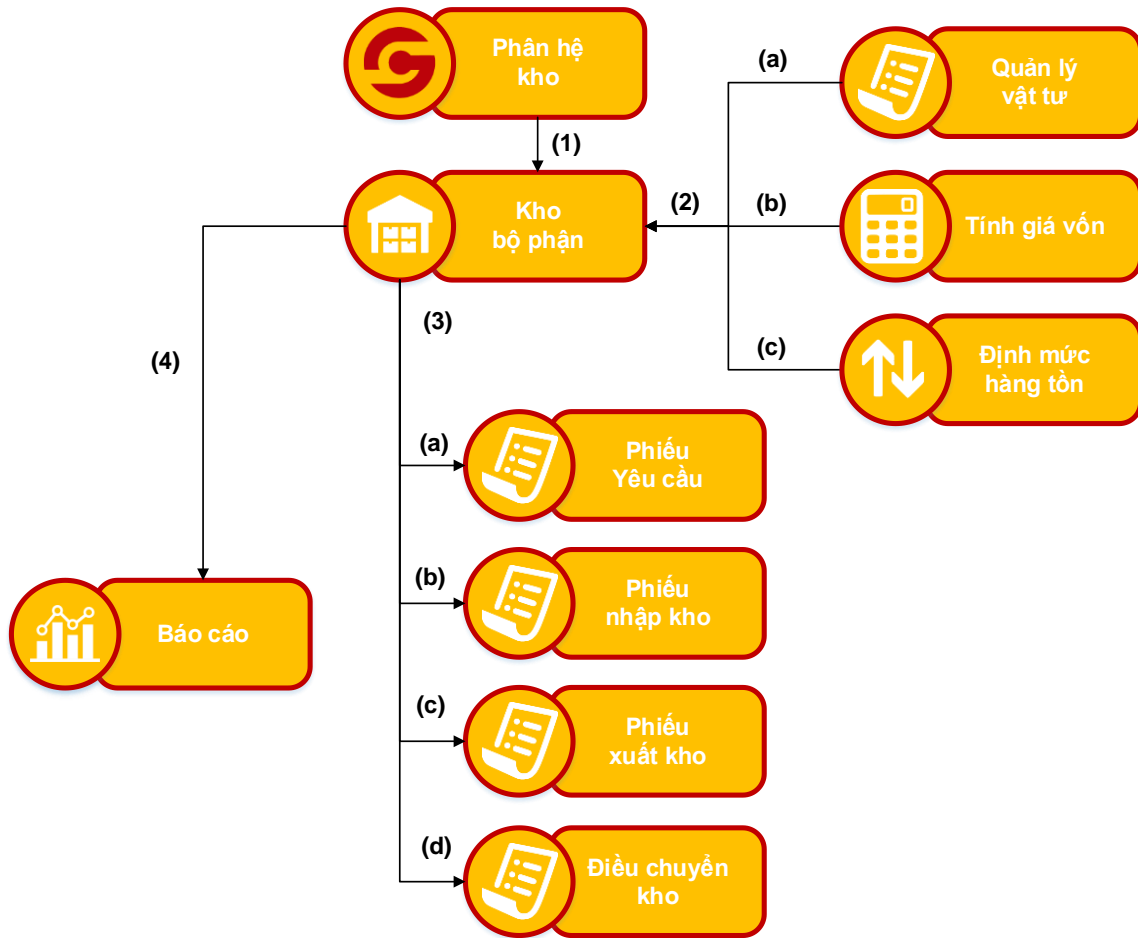 Phân hệ
kho
(1)
Kho
bộ phận
(2)
(a)
Quản lý
vật tư
(b)
Tính giá vốn
(c)
Định mức
hàng tồn
(3)
(a)
Phiếu
Yêu cầu
(b)
Phiếu
nhập kho
(c)
Phiếu
xuất kho
(d)
Điều chuyển
kho
(4)
Báo cáo